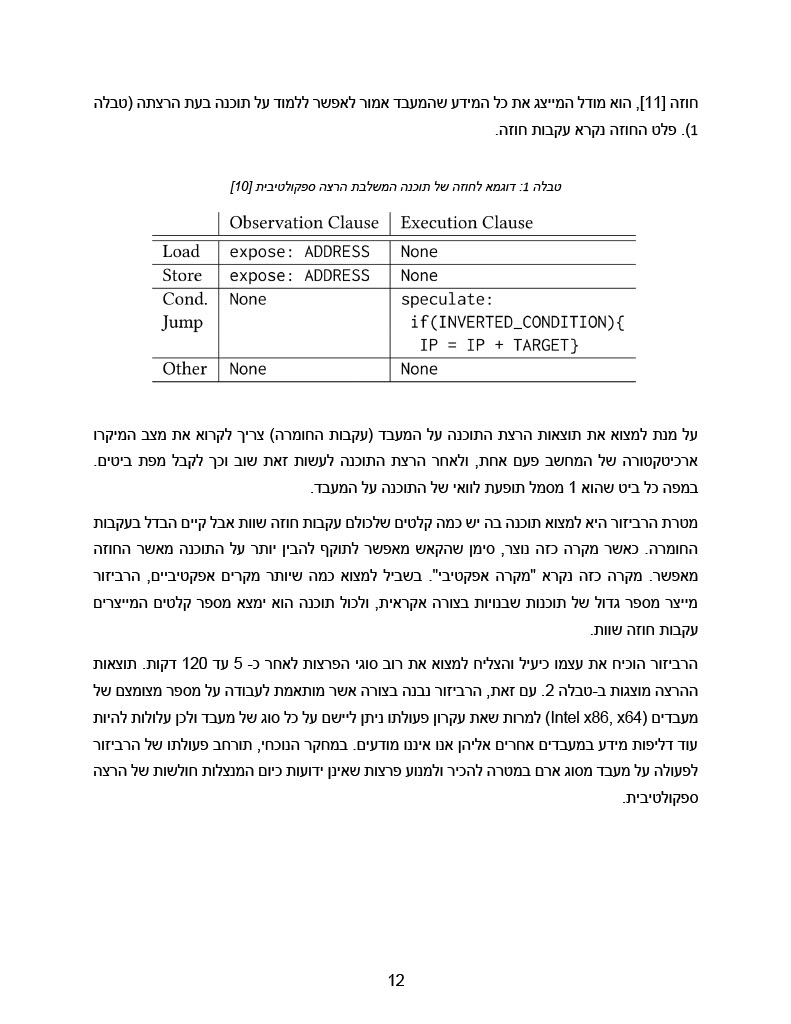 חוזה [11], הוא מודל המייצג את כל המידע שהמעבד אמור לאפשר ללמוד על תוכנה בעת הרצתה (טבלה
1). פלט החוזה נקרא עקבות חוזה.
טבלה 1: דוגמא לחוזה של תוכנה המשלבת הרצה ספקולטיבית [10]
Observation Clause Execution Clause
Load expose: ADDRESS None
Store expose: ADDRESS None
Cond. None speculate:
Jump if(INVERTED_CONDITION){
IP = IP + TARGET}
Other None None
על מנת למצוא את תוצאות הרצת התוכנה על המעבד (עקבות החומרה) צריך לקרוא את מצב המיקרו
ארכיטקטורה של המחשב פעם אחת, ולאחר הרצת התוכנה לעשות זאת שוב וכך לקבל מפת ביטים.
במפה כל ביט שהוא 1 מסמל תופעת לוואי של התוכנה על המעבד.
מטרת הרביזור היא למצוא תוכנה בה יש כמה קלטים שלכולם עקבות חוזה שוות אבל קיים הבדל בעקבות
החומרה. כאשר מקרה כזה נוצר, סימן שהקאש מאפשר לתוקף להבין יותר על התוכנה מאשר החוזה
מאפשר. מקרה כזה נקרא "מקרה אפקטיבי". בשביל למצוא כמה שיותר מקרים אפקטיביים, הרביזור
מייצר מספר גדול של תוכנות שבנויות בצורה אקראית, ולכול תוכנה הוא ימצא מספר קלטים המייצרים
עקבות חוזה שוות.
הרביזור הוכיח את עצמו כיעיל והצליח למצוא את רוב סוגי הפרצות לאחר כ- 5 עד 120 דקות. תוצאות
ההרצה מוצגות ב-טבלה 2. עם זאת, הרביזור נבנה בצורה אשר מותאמת לעבודה על מספר מצומצם של
מעבדים (Intel x86, x64) למרות שאת עקרון פעולתו ניתן ליישם על כל סוג של מעבד ולכן עלולות להיות
עוד דליפות מידע במעבדים אחרים אליהן אנו איננו מודעים. במחקר הנוכחי, תורחב פעולתו של הרביזור
לפעולה על מעבד מסוג ארם במטרה להכיר ולמנוע פרצות שאינן ידועות כיום המנצלות חולשות של הרצה
ספקולטיבית.
12